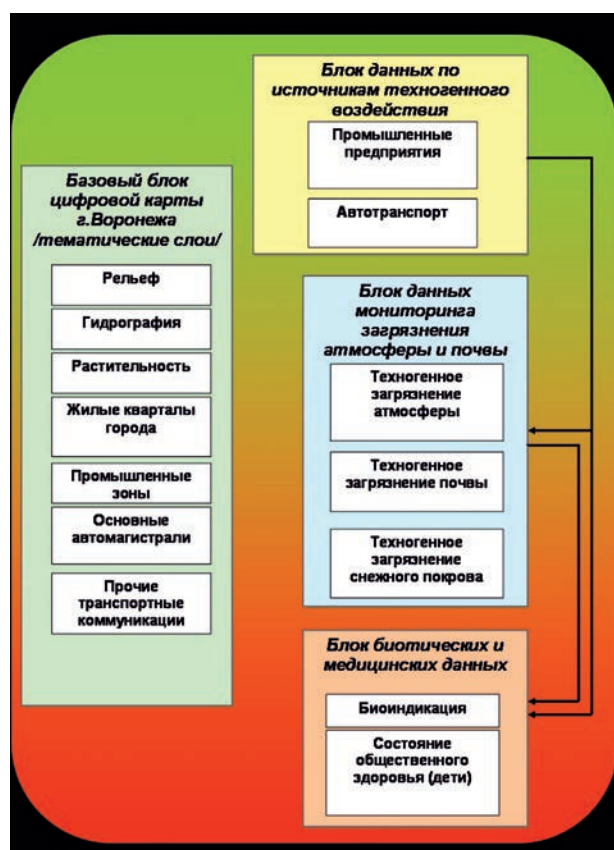 Блок данных по
источникам техногенного
воздействия
Промышленные
предприятия
Автотранспорт
Базовый блок
цифровой карты
г.Воронежа
/тематические слои/
Рельеф
Гидрография
Растительность
Жилые кварталы
города
Промышленные
зоны
Основные
автомагистрали
Прочие
транспортные
коммуникации
Блок данных
мониторинга
загрязнения
атмосферы и почвы
Техногенное
загрязнение
атмосферы
Техногенное
загрязнение почвы
Техногенное
загрязнение
снежного покрова
Блок биотических и
медицинских данных
Биоиндикация
Состояние
общественного
здоровья (дети)